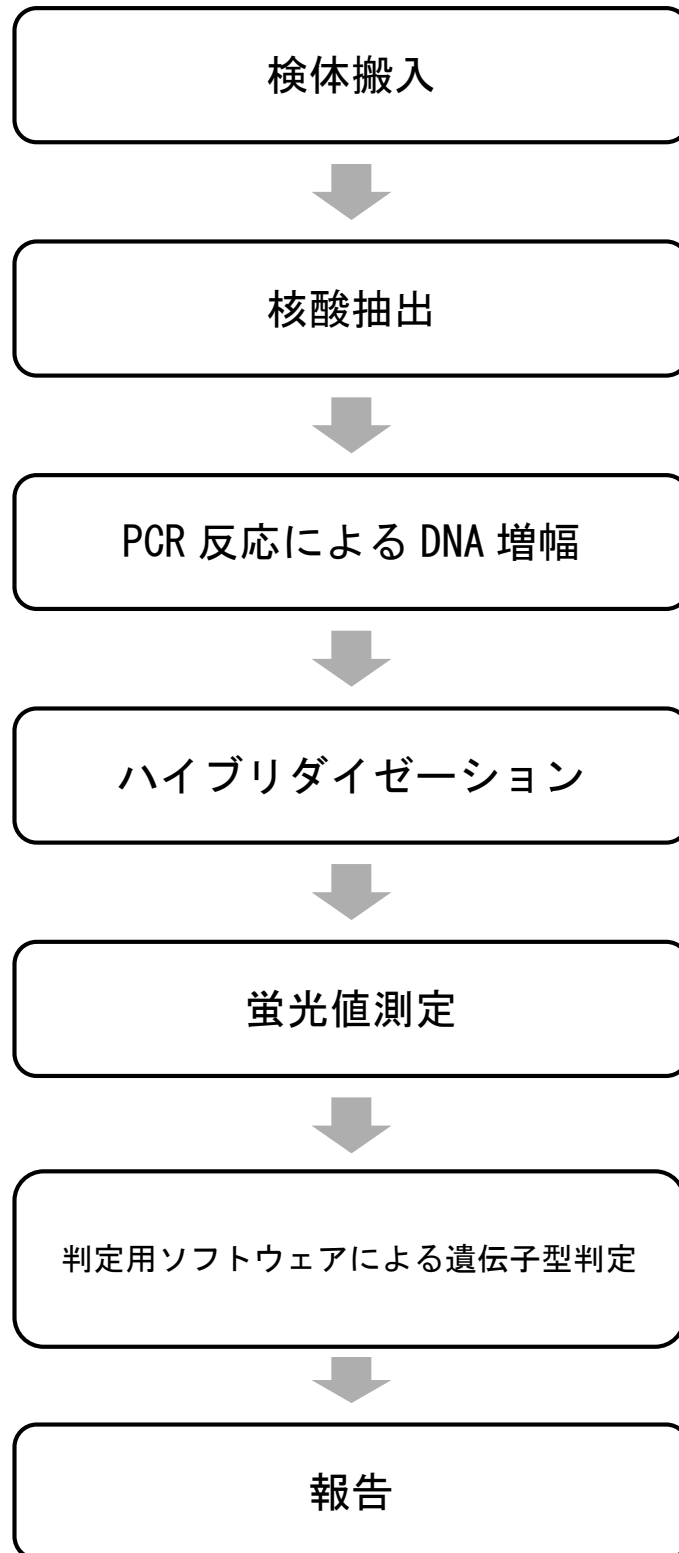 検体搬入
核酸抽出
PCR 反応による DNA 増幅
ハイブリダイゼーション
蛍光値測定
判定用ソフトウェアによる遺伝子型判定
報告